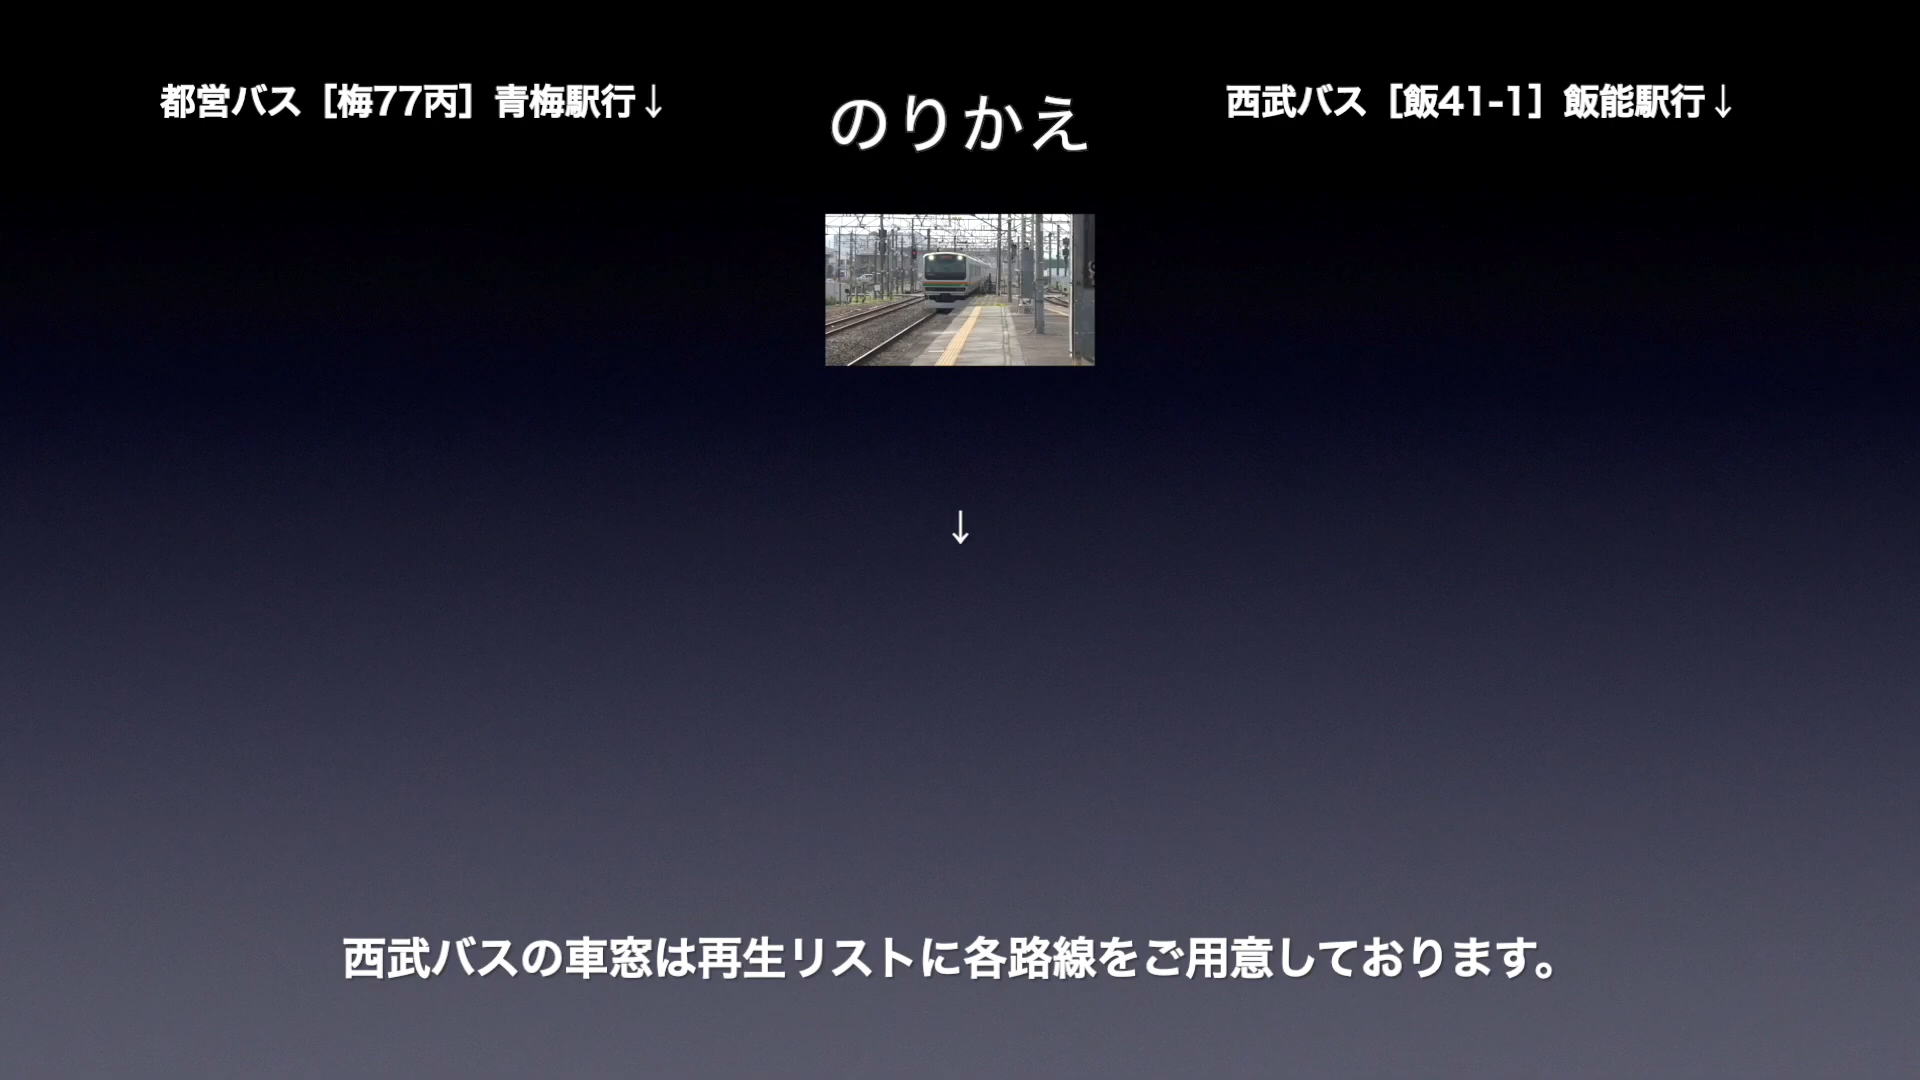 都営バス［梅77丙］青梅駅行↓
のりかえ
西武バス［飯41-1］飯能駅行↓
↓
西武バスの車窓は再生リストに各路線をご用意しております。